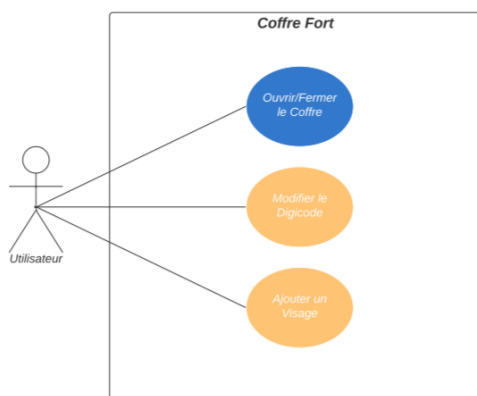 Coffre Fort
Ouvrir/Fermer
le Coffre
Modifier le
Digicode
Utilisateur
Ajouter un
Visage